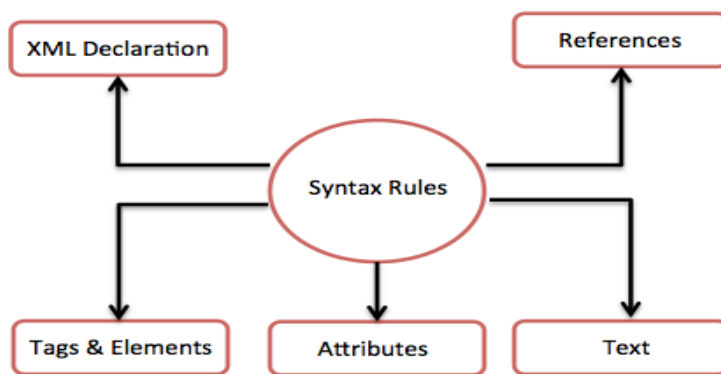 XML Declaration
References
Syntax Rules
Tags & Elements
Attributes
Text